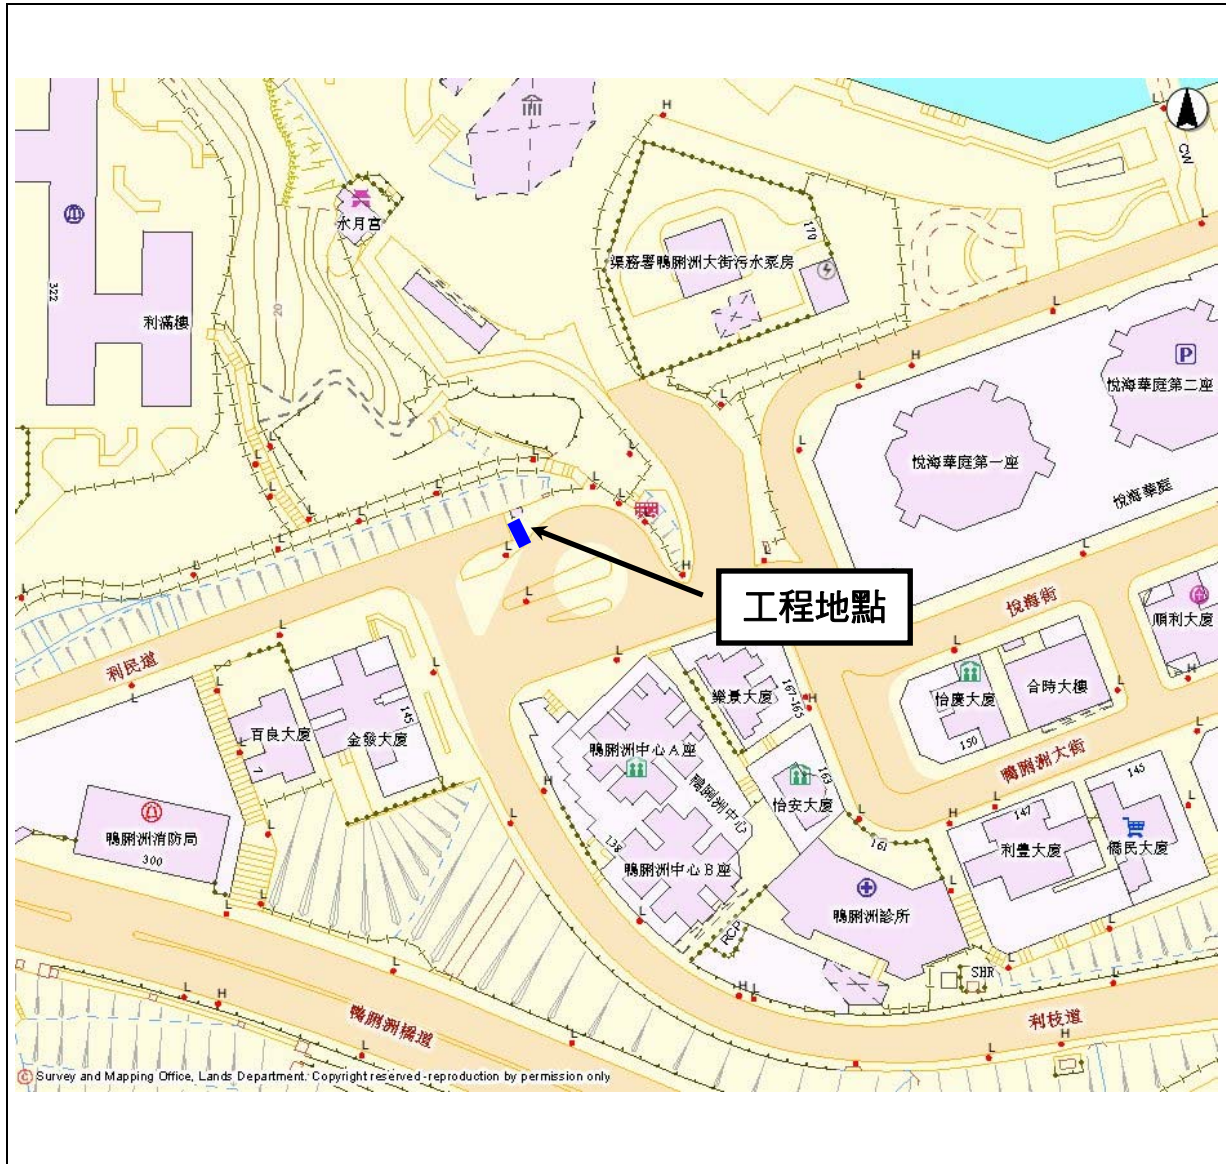 H
L
CW
水月宮
L
170
322
渠務署鴨脷洲大街污水泵房
20
利滿樓
L
H
L
L
P
悅海華庭第二座
L
悅海華庭第一座
悅海華庭
L
L
L
L
L
L
L
L
L
L
L
L
L
L
工程地點
L
悅海街
順利大廈
利民道
L
L
L
L
L
L
H
L
樂景大廈
167-165
H
L
怡慶大廈
合時大樓
150
145
百良大廈
7
金發大廈
L
鴨脷洲中心A座
鴨脷洲中心
163
怡安大廈
鴨脷洲大街
145
H
L
L
H
L
L
147
利豐大廈
僑民大廈
鴨脷洲消防局
300
L
138
鴨脷洲中心B座
161
鴨脷洲診所
L
L
L
L
RCP
L
L
SHR
L
L
H
H
L
L
鴨脷洲橋道
L
L
利枝道
H
L
L
© Survey and Mapping Office, Lands Department. Copyright reserved - reproduction by permission only